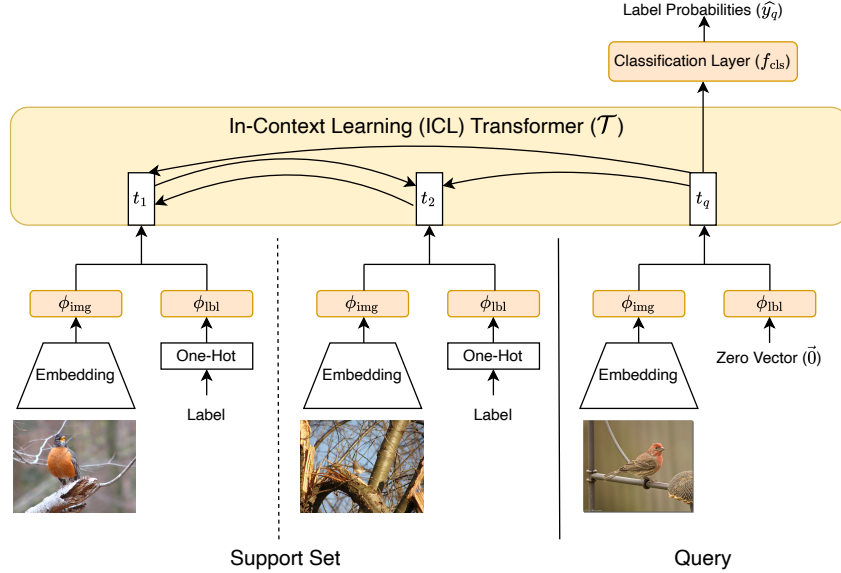 Label Probabilities (ŷ_q)
Classification Layer (f_cls)
In-Context Learning (ICL) Transformer (𝒯)
t_1 t_2 t_q
ϕ_img ϕ_lbl ϕ_img ϕ_lbl ϕ_img ϕ_lbl
One-Hot One-Hot Zero Vector (0⃗)
Embedding Embedding Embedding
Label Label
Support Set Query